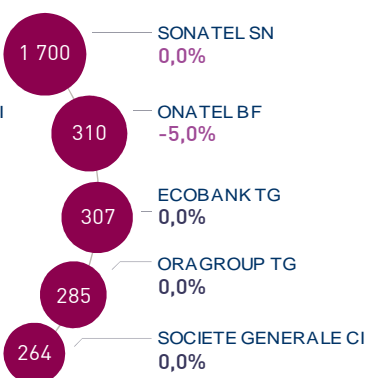 1 700
SONATEL SN
0,0%
I
310
ONATEL BF
-5,0%
307
ECOBANK TG
0,0%
285
ORAGROUP TG
0,0%
264
SOCIETE GENERALE CI
0,0%